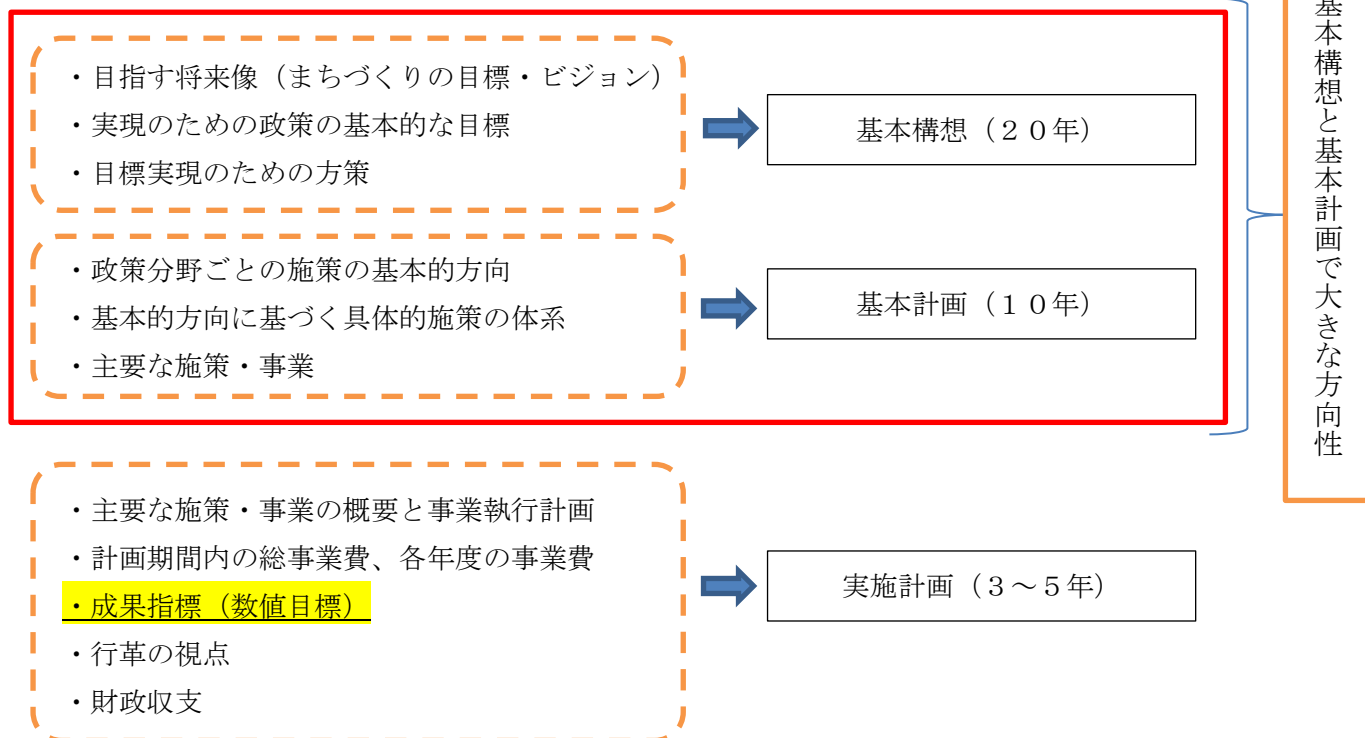 ・目指す将来像（まちづくりの目標・ビジョン）
・実現のための政策の基本的な目標
・目標実現のための方策
基本構想（２０年）
・政策分野ごとの施策の基本的方向
・基本的方向に基づく具体的施策の体系
・主要な施策・事業
基本計画（１０年）
基本構想と基本計画で大きな方向性
・主要な施策・事業の概要と事業執行計画
・計画期間内の総事業費、各年度の事業費
・成果指標（数値目標）
・行革の視点
・財政収支
実施計画（３～５年）